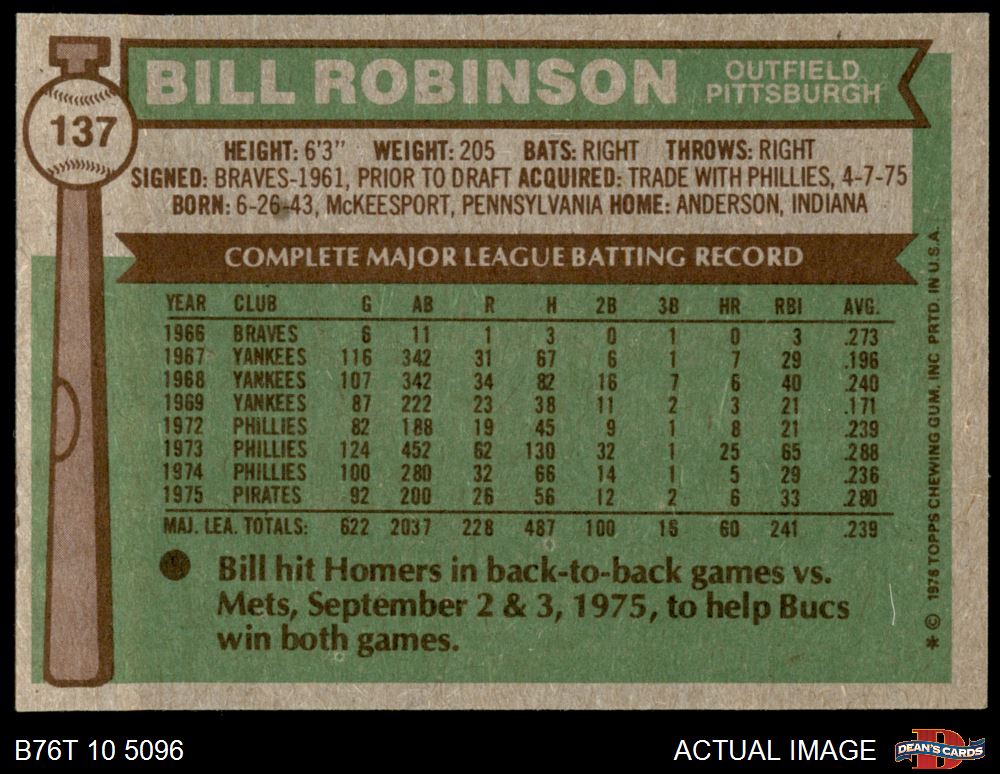 137
BILL ROBINSON
OUTFIELD
PITTSBURGH
HEIGHT: 6'3" WEIGHT: 205 BATS: RIGHT THROWS: RIGHT
SIGNED: BRAVES-1961, PRIOR TO DRAFT ACQUIRED: TRADE WITH PHILLIES, 4-7-75
BORN: 6-26-43, McKEESPORT, PENNSYLVANIA HOME: ANDERSON, INDIANA
COMPLETE MAJOR LEAGUE BATTING RECORD
YEAR CLUB G AB R H 2B 3B HR RBI AVG.
1966 BRAVES 6 11 1 3 0 1 0 3 .273
1967 YANKEES 116 342 31 67 6 1 7 29 .196
1968 YANKEES 107 342 34 82 16 7 6 40 .240
1969 YANKEES 87 222 23 38 11 2 3 21 .171
1972 PHILLIES 82 188 19 45 9 1 8 21 .239
1973 PHILLIES 124 452 62 130 32 1 25 65 .288
1974 PHILLIES 100 280 32 66 14 1 5 29 .236
1975 PIRATES 92 200 26 56 12 2 6 33 .280
MAJ. LEA. TOTALS: 622 2037 228 487 100 16 60 241 .239
Bill hit Homers in back-to-back games vs.
Mets, September 2 & 3, 1975, to help Bucs
win both games.
* © 1976 TOPPS CHEWING GUM, INC PRTD. IN U.S.A.
B76T 10 5096
ACTUAL IMAGE
DEAN'S CARDS